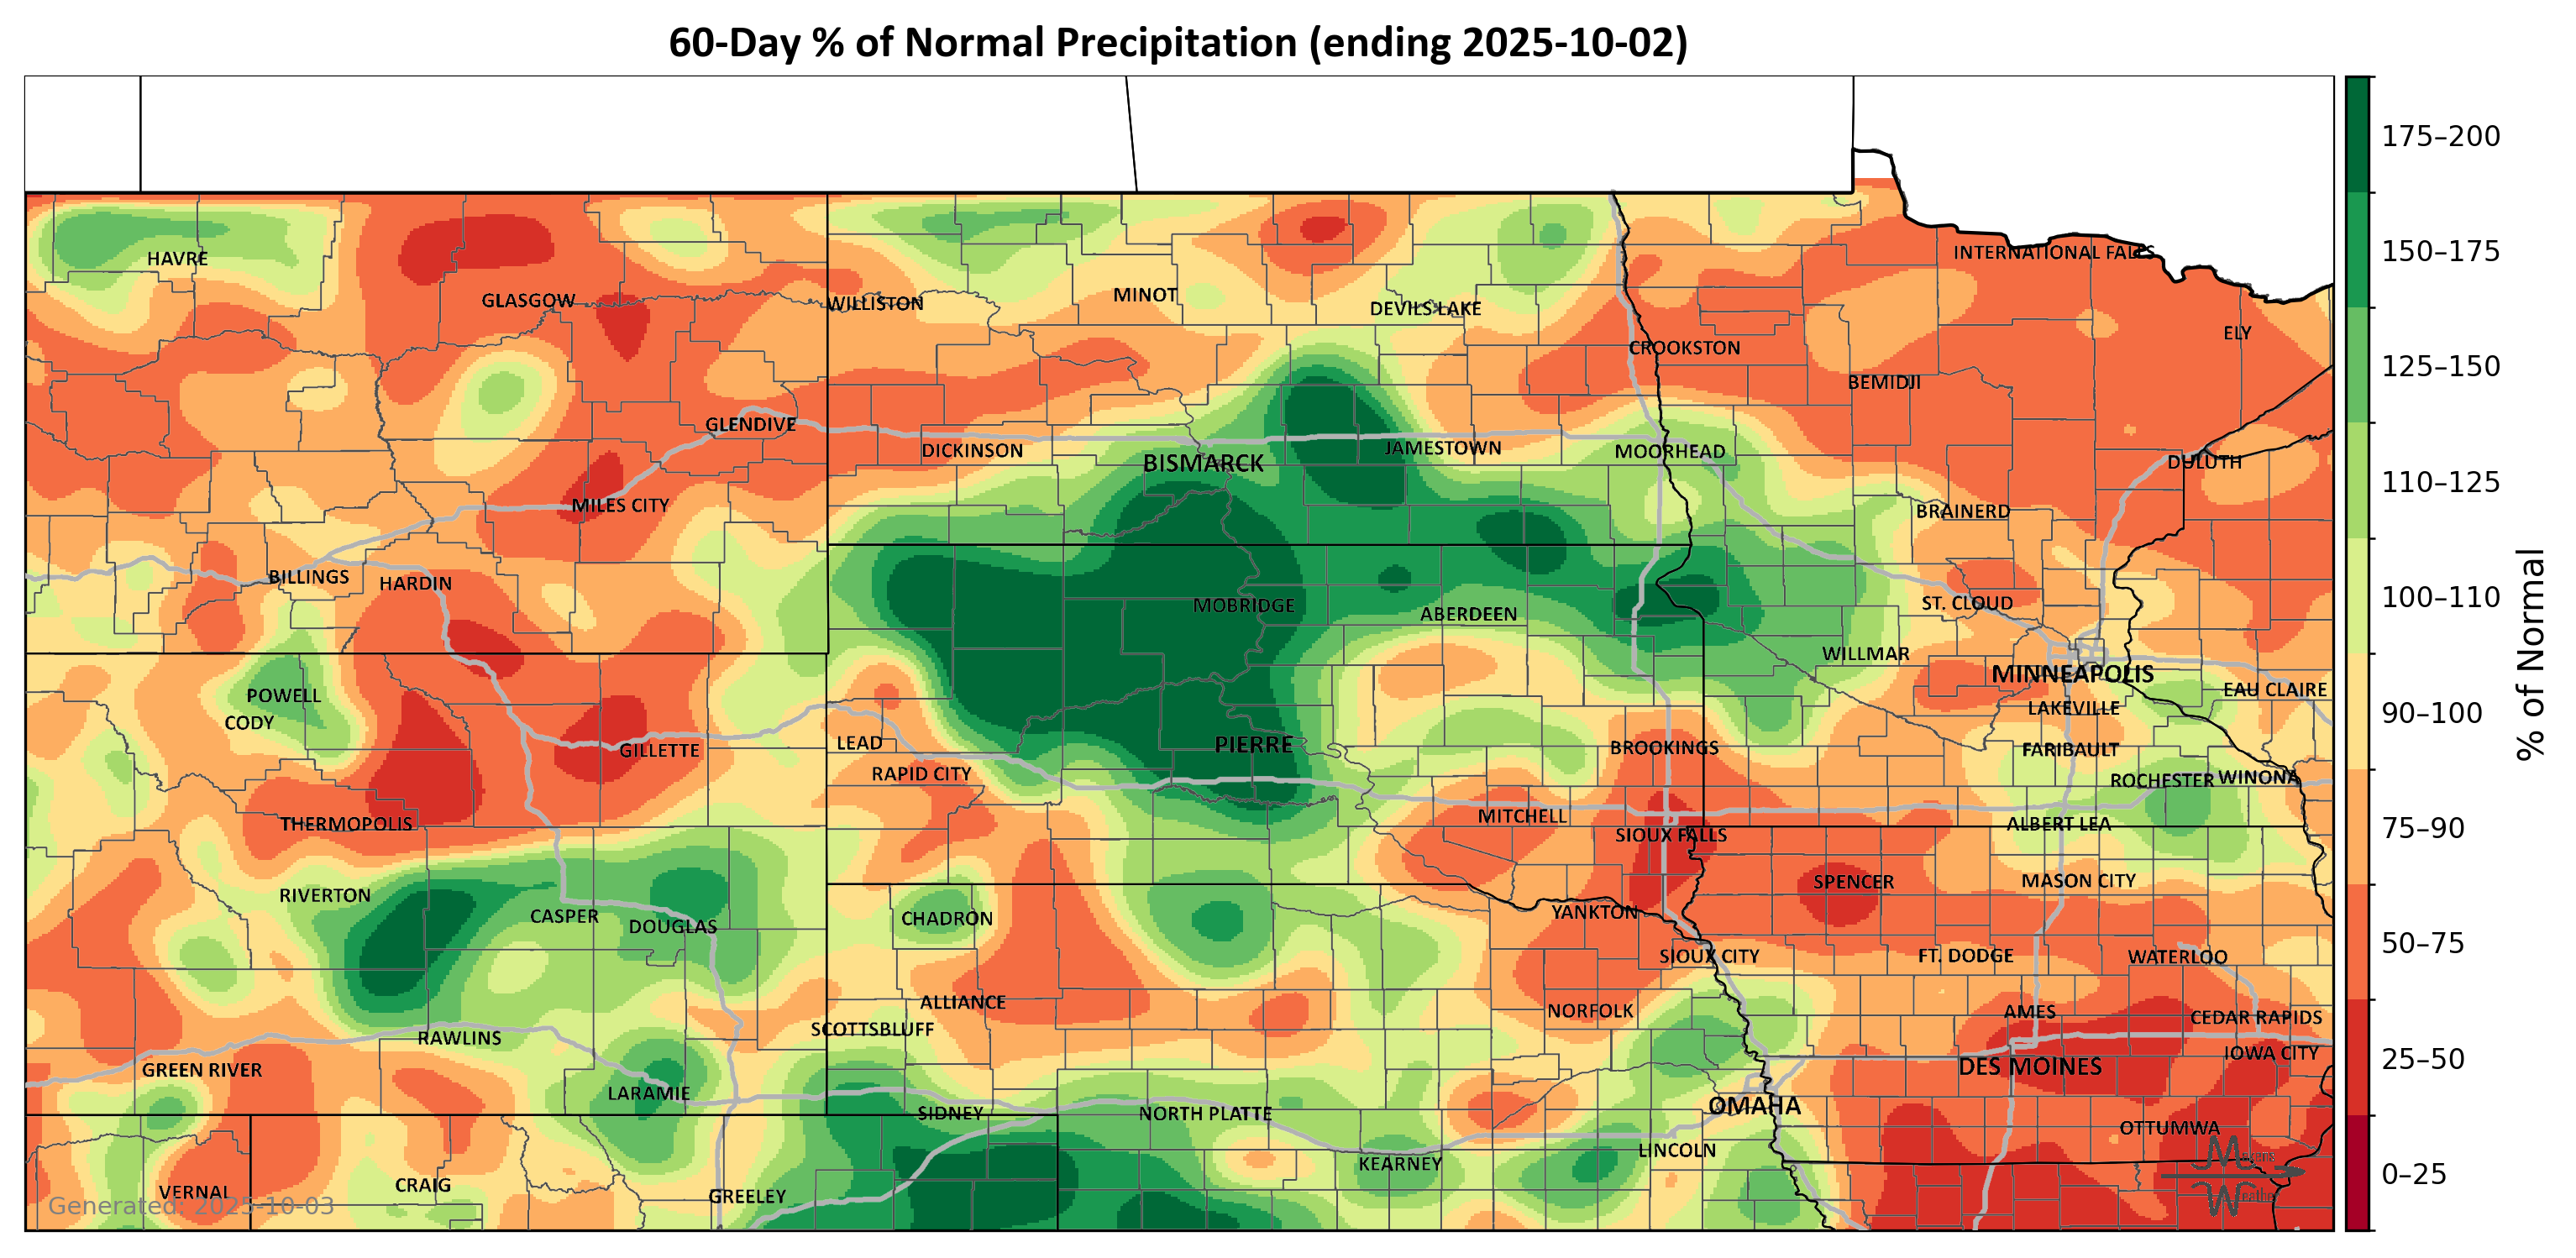 60-Day % of Normal Precipitation (ending 2025-10-02)
175–200
150–175
125–150
110–125
100–110
90–100
75–90
50–75
25–50
0–25
% of Normal
HAVRE
INTERNATIONAL FALLS
GLASGOW
WILLISTON
MINOT
DEVILS LAKE
ELY
CROOKSTON
BEMIDJI
GLENDIVE
DICKINSON
BISMARCK
JAMESTOWN
MOORHEAD
DULUTH
MILES CITY
BRAINERD
BILLINGS
HARDIN
MOBRIDGE
ABERDEEN
ST. CLOUD
WILLMAR
MINNEAPOLIS
POWELL
EAU CLAIRE
CODY
LAKEVILLE
GILLETTE
LEAD
PIERRE
BROOKINGS
FARIBAULT
RAPID CITY
ROCHESTER
WINONA
THERMOPOLIS
MITCHELL
SIOUX FALLS
ALBERT LEA
RIVERTON
SPENCER
MASON CITY
CASPER
DOUGLAS
CHADRON
YANKTON
SIOUX CITY
FT. DODGE
WATERLOO
ALLIANCE
NORFOLK
AMES
CEDAR RAPIDS
RAWLINS
SCOTTSBLUFF
IOWA CITY
GREEN RIVER
LARAMIE
DES MOINES
SIDNEY
NORTH PLATTE
OMAHA
OTTUMWA
LINCOLN
KEARNEY
VERNAL
CRAIG
GREELEY
Generated: 2025-10-03